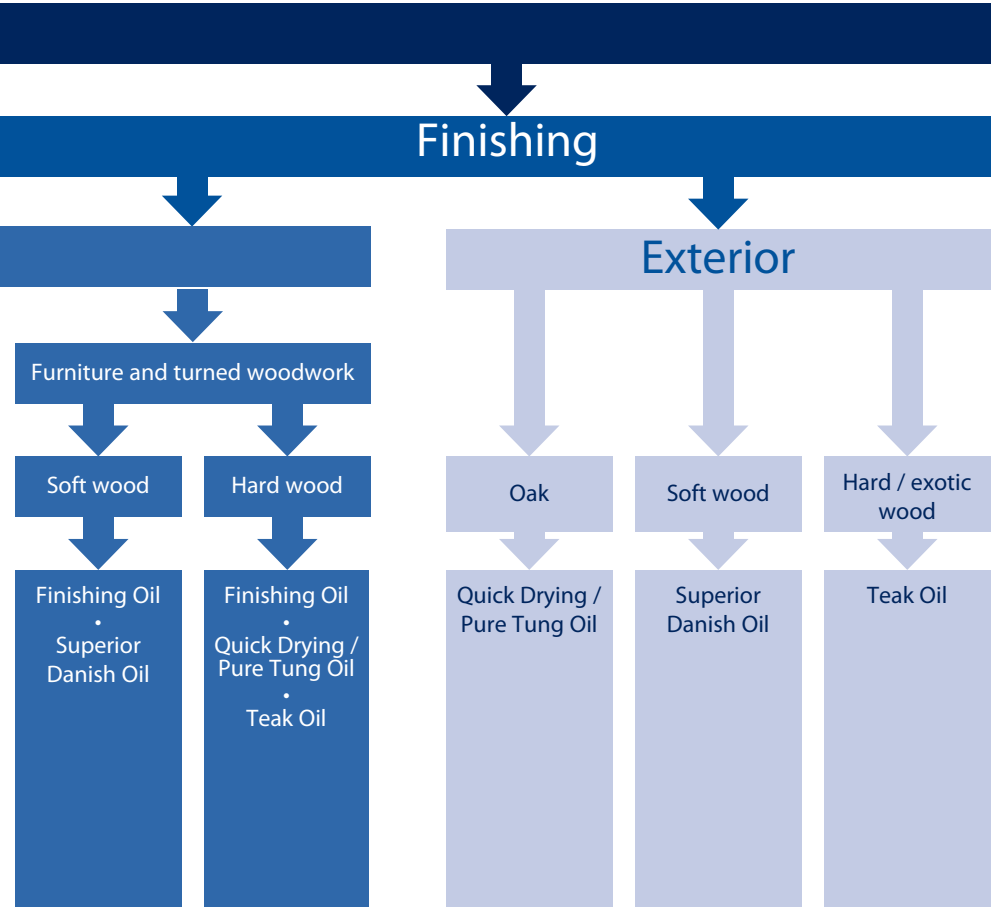 Finishing
Exterior
Furniture and turned woodwork
Soft wood
Hard wood
Oak
Soft wood
Hard / exotic
wood
Finishing Oil
•
Superior
Danish Oil
Finishing Oil
•
Quick Drying /
Pure Tung Oil
•
Teak Oil
Quick Drying /
Pure Tung Oil
Superior
Danish Oil
Teak Oil